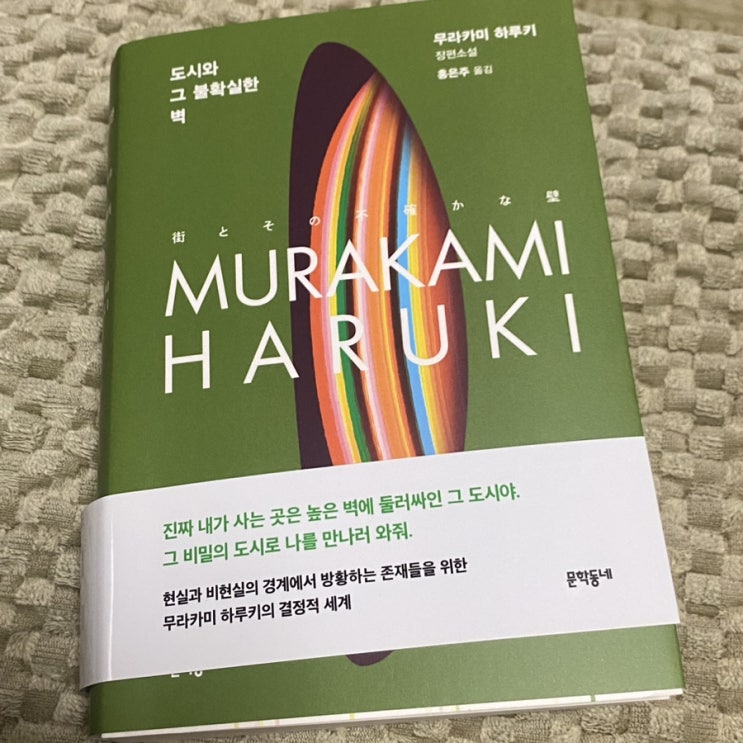 도시와
그 불확실한
벽
무라카미 하루키
장편소설
홍은주 옮김
街とその不確かな壁
MURAKAMI
HARUKI
진짜 내가 사는 곳은 높은 벽에 둘러싸인 그 도시야.
그 비밀의 도시로 나를 만나러 와줘.
현실과 비현실의 경계에서 방황하는 존재들을 위한
무라카미 하루키의 결정적 세계
문학동네